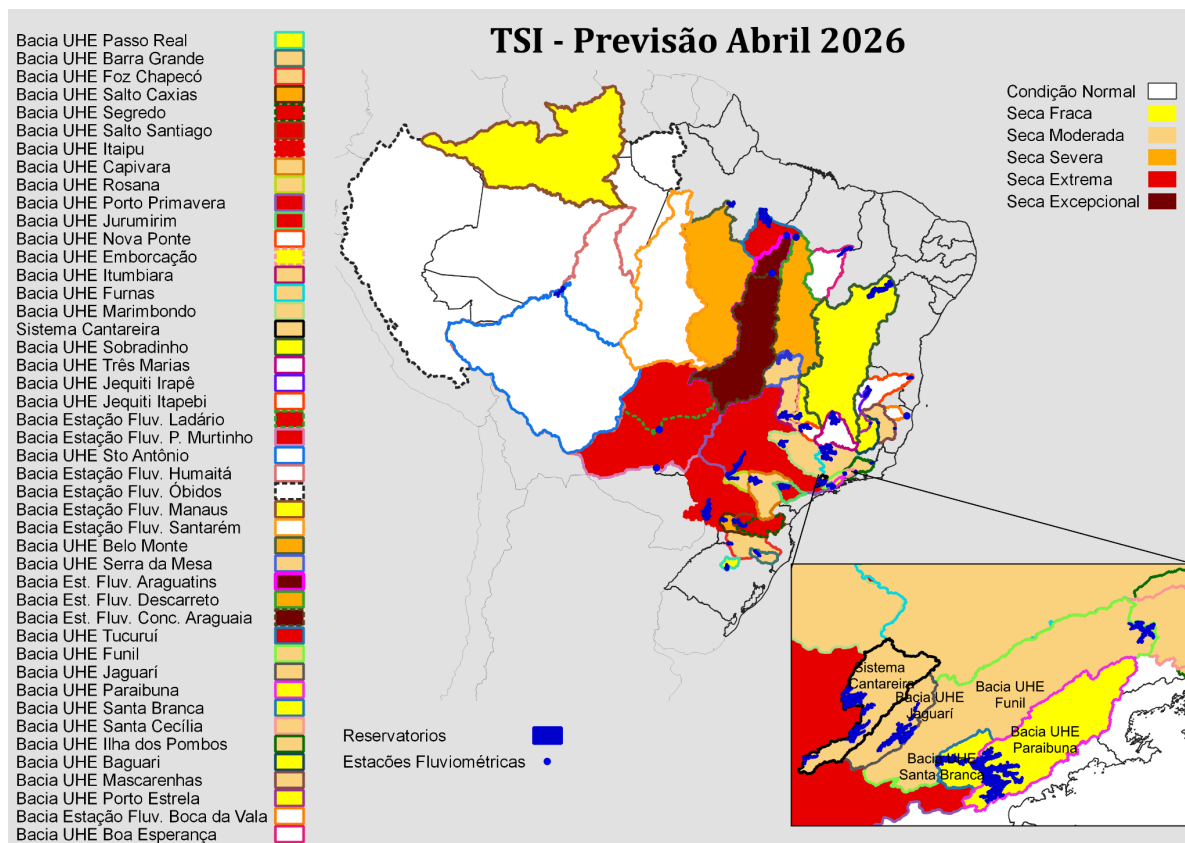 TSI - Previsão Abril 2026
Bacia UHE Passo Real
Bacia UHE Barra Grande
Bacia UHE Foz Chapecó
Bacia UHE Salto Caxias
Bacia UHE Segredo
Bacia UHE Salto Santiago
Bacia UHE Itaipu
Bacia UHE Capivara
Bacia UHE Rosana
Bacia UHE Porto Primavera
Bacia UHE Jurumirim
Bacia UHE Nova Ponte
Bacia UHE Emborcação
Bacia UHE Itumbiara
Bacia UHE Furnas
Bacia UHE Marimbondo
Sistema Cantareira
Bacia UHE Sobradinho
Bacia UHE Três Marias
Bacia UHE Jequiti Irapê
Bacia UHE Jequiti Itapebi
Bacia Estação Fluv. Ladário
Bacia Estação Fluv. P. Murtinho
Bacia UHE Sto Antônio
Bacia Estação Fluv. Humaitá
Bacia Estação Fluv. Óbidos
Bacia Estação Fluv. Manaus
Bacia Estação Fluv. Santarém
Bacia UHE Belo Monte
Bacia UHE Serra da Mesa
Bacia Est. Fluv. Araguatins
Bacia Est. Fluv. Descarreto
Bacia Est. Fluv. Conc. Araguaia
Bacia UHE Tucuruí
Bacia UHE Funil
Bacia UHE Jaguarí
Bacia UHE Paraibuna
Bacia UHE Santa Branca
Bacia UHE Santa Cecília
Bacia UHE Ilha dos Pombos
Bacia UHE Baguari
Bacia UHE Mascarenhas
Bacia UHE Porto Estrela
Bacia Estação Fluv. Boca da Vala
Bacia UHE Boa Esperança
Condição Normal
Seca Fraca
Seca Moderada
Seca Severa
Seca Extrema
Seca Excepcional
Reservatorios
Estacões Fluviométricas
Sistema
Cantareira
Bacia UHE
Jaguarí
Bacia UHE
Funil
Bacia UHE
Paraibuna
Bacia UHE
Santa Branca